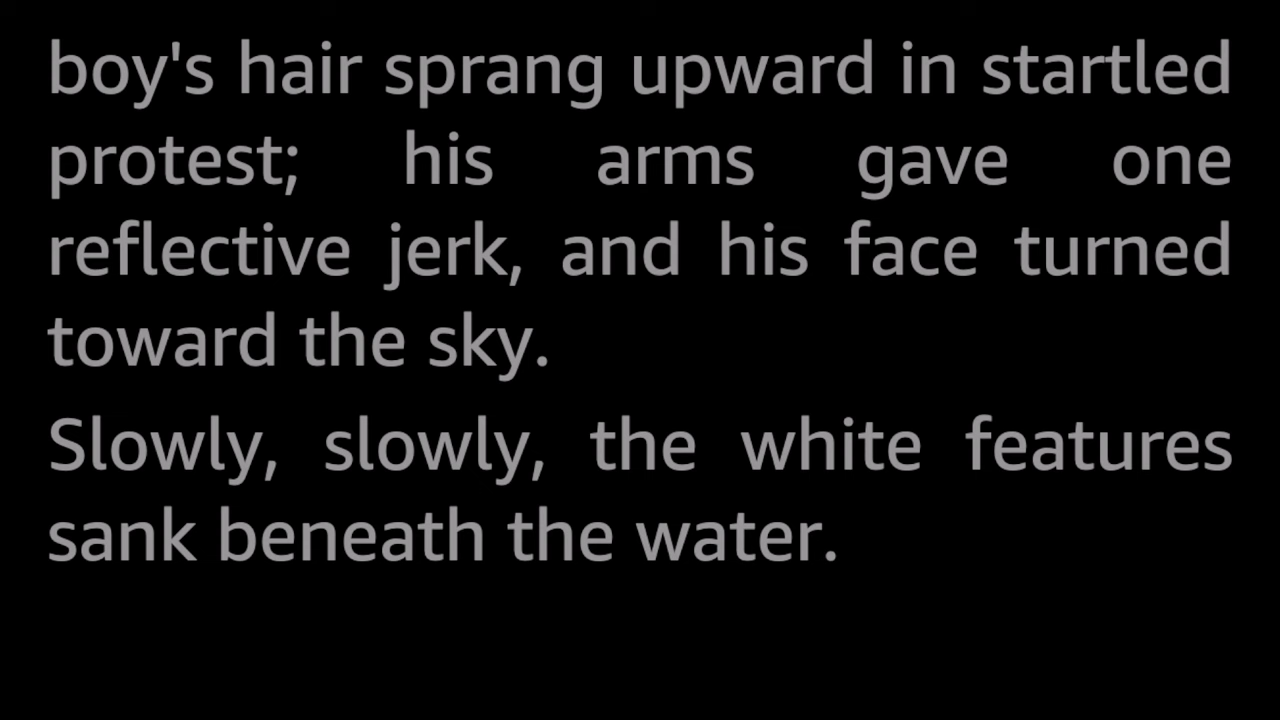 boy's hair sprang upward in startled
protest; his arms gave one
reflective jerk, and his face turned
toward the sky.
Slowly, slowly, the white features
sank beneath the water.